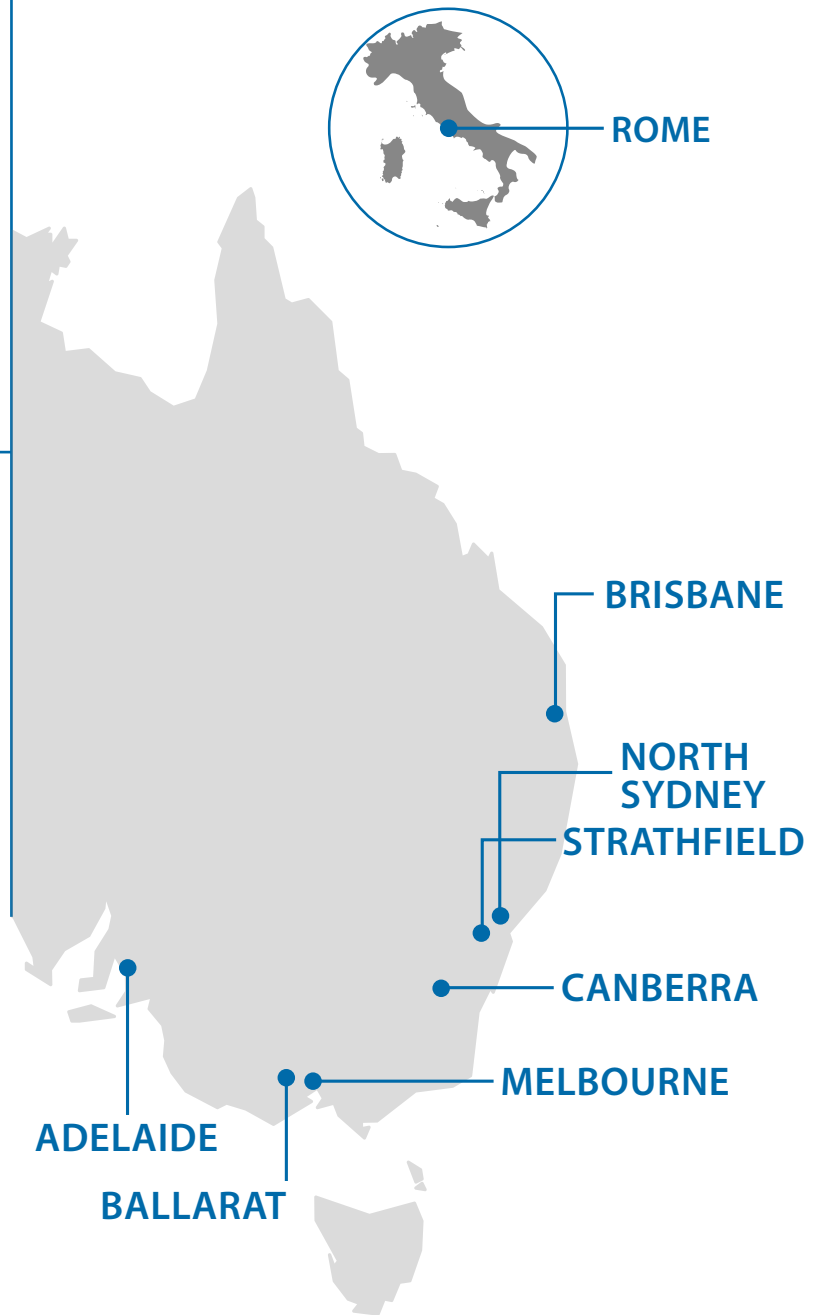 ROME
BRISBANE
NORTH
SYDNEY
STRATHFIELD
CANBERRA
MELBOURNE
ADELAIDE
BALLARAT